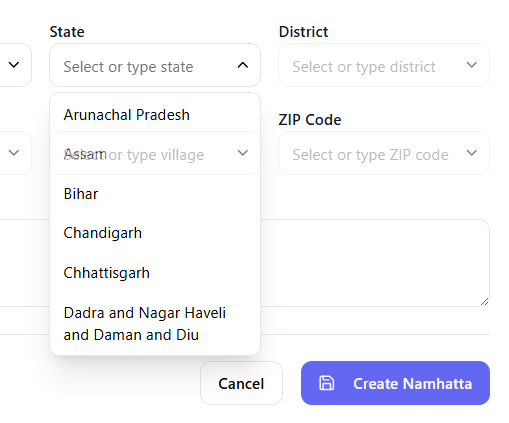 State
District
Select or type state
Select or type district
Arunachal Pradesh
ZIP Code
Assam
Select or type village
Select or type ZIP code
Bihar
Chandigarh
Chhattisgarh
Dadra and Nagar Haveli
and Daman and Diu
Cancel
Create Namhatta